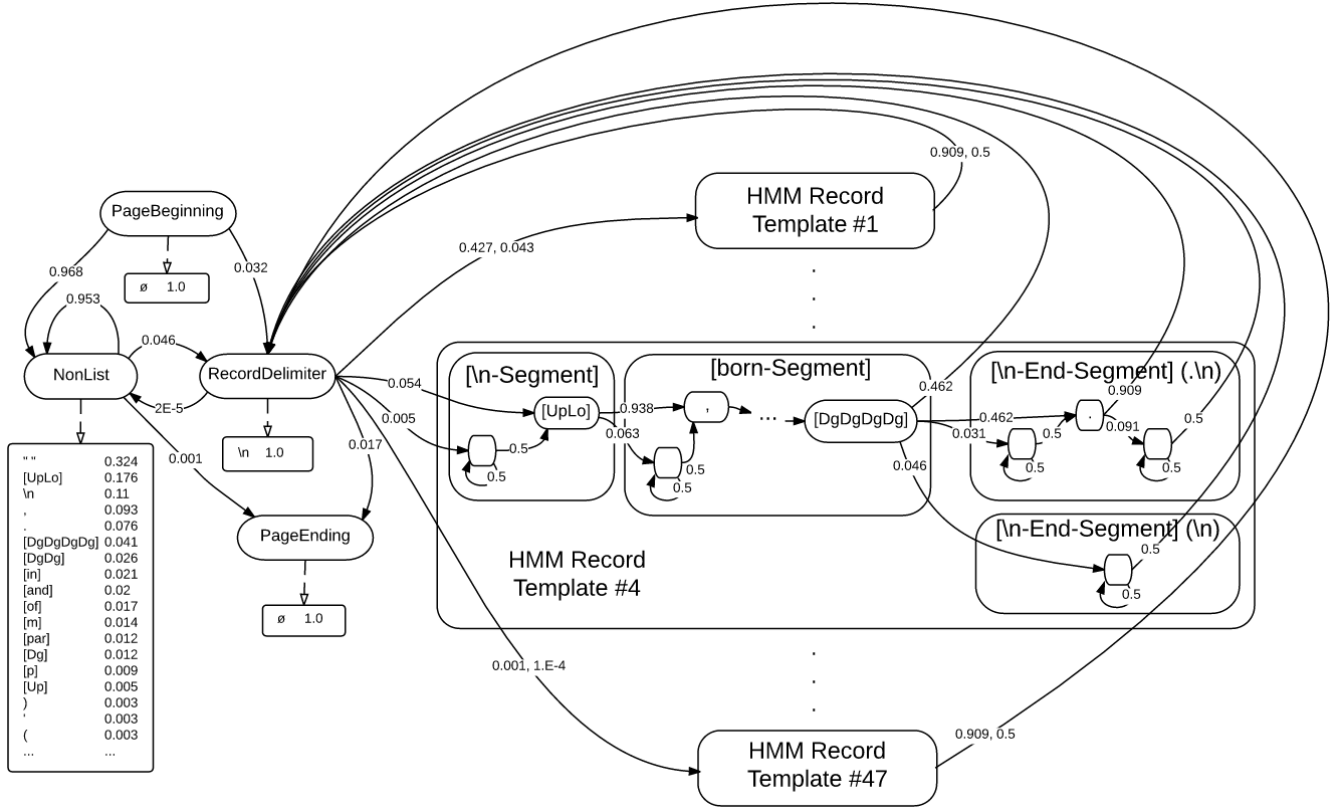 PageBeginning
ø 1.0
0.968
0.032
0.953
NonList
0.046
2E-5
RecordDelimiter
\n 1.0
0.001
0.017
PageEnding
ø 1.0
" " 0.324
[UpLo] 0.176
\n 0.11
, 0.093
. 0.076
[DgDgDgDg] 0.041
[DgDg] 0.026
[in] 0.021
[and] 0.02
[of] 0.017
[m] 0.014
[par] 0.012
[Dg] 0.012
[p] 0.009
[Up] 0.005
) 0.003
' 0.003
( 0.003
... ...
0.427, 0.043
HMM Record
Template #1
0.909, 0.5
.
.
.
0.054
0.005
[\n-Segment]
[UpLo]
0.5
0.5
0.938
0.063
[born-Segment]
,
...
[DgDgDgDg]
0.5
0.5
0.462
0.462
0.031
0.046
[\n-End-Segment] (.\n)
0.909
.
0.091
0.5
0.5
0.5
0.5
[\n-End-Segment] (\n)
0.5
0.5
HMM Record
Template #4
.
.
.
0.001, 1.E-4
HMM Record
Template #47
0.909, 0.5